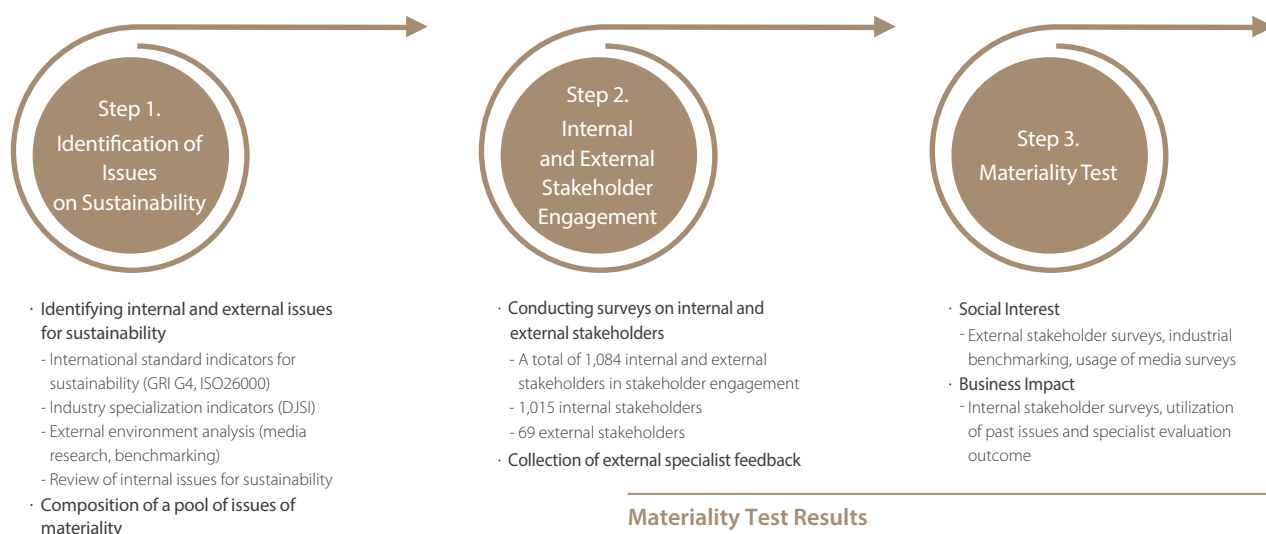 Step 1.
Identification of
Issues
on Sustainability
· Identifying internal and external issues
for sustainability
- International standard indicators for
sustainability (GRI G4, ISO26000)
- Industry specialization indicators (DJSI)
- External environment analysis (media
research, benchmarking)
- Review of internal issues for sustainability
· Composition of a pool of issues of
materiality
Step 2.
Internal
and External
Stakeholder
Engagement
· Conducting surveys on internal and
external stakeholders
- A total of 1,084 internal and external
stakeholders in stakeholder engagement
- 1,015 internal stakeholders
- 69 external stakeholders
· Collection of external specialist feedback
Step 3.
Materiality Test
· Social Interest
- External stakeholder surveys, industrial
benchmarking, usage of media surveys
· Business Impact
- Internal stakeholder surveys, utilization
of past issues and specialist evaluation
outcome
Materiality Test Results